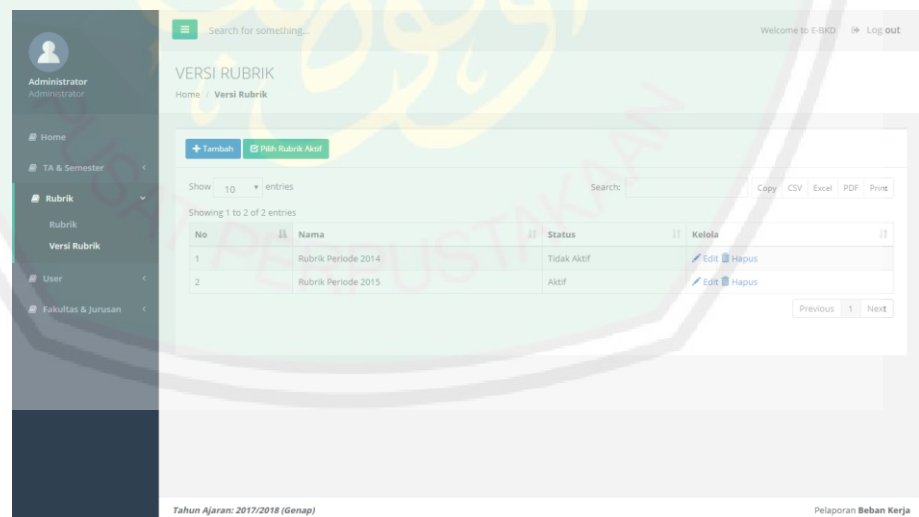 Search for something...
Welcome to E-BKD Log out
Administrator
Administrator
VERSI RUBRIK
Home / Versi Rubrik
Home
TA & Semester
Rubrik
Rubrik
Versi Rubrik
User
Fakultas & Jurusan
Tambah Pilih Rubrik Aktif
Show 10 entries Search: Copy CSV Excel PDF Print
Showing 1 to 2 of 2 entries
No Nama Status Kelola
1 Rubrik Periode 2014 Tidak Aktif Edit Hapus
2 Rubrik Periode 2015 Aktif Edit Hapus
Previous 1 Next
Tahun Ajaran: 2017/2018 (Genap) Pelaporan Beban Kerja
PUSAT PERPUSTAKAAN